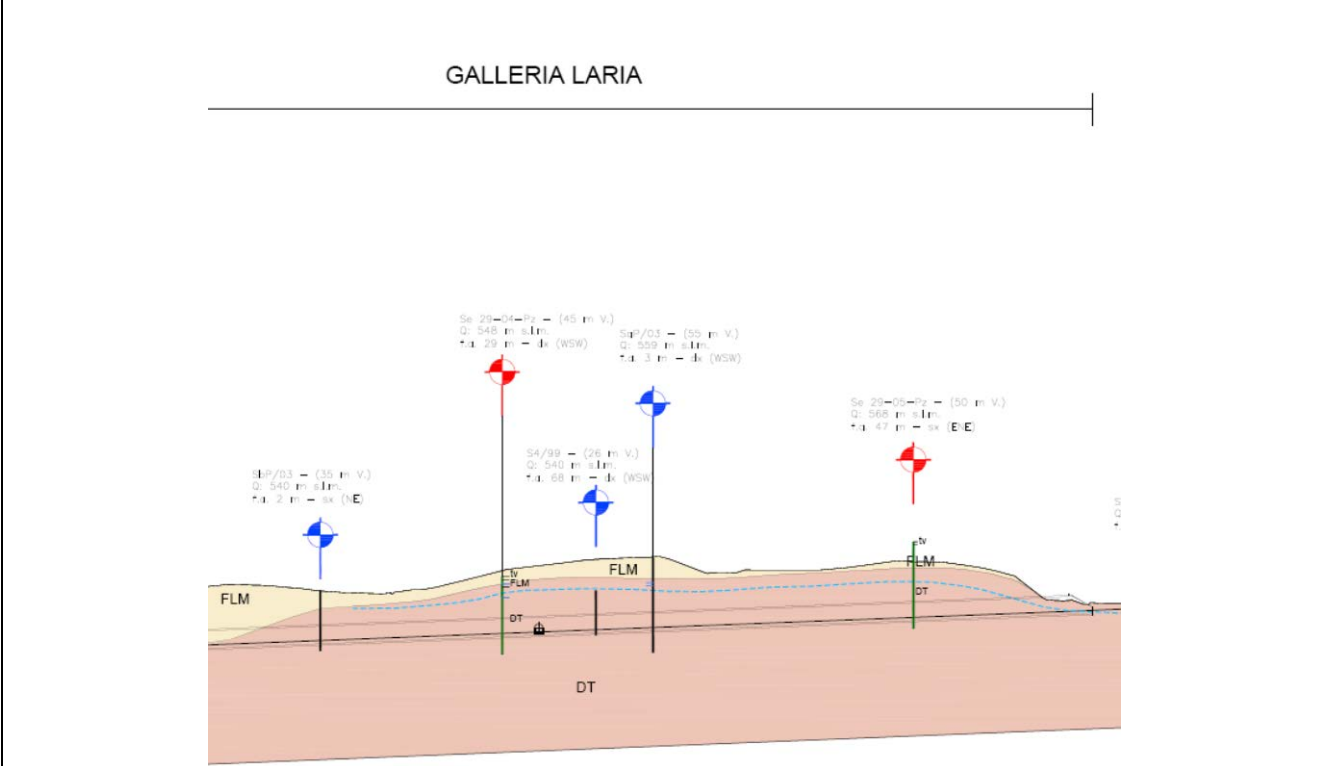 GALLERIA LARIA
Se 29-04-Pz - (45 m V.)
Q: 548 m s.l.m.
f.a. 29 m - dx (WSW)
SqP/03 - (55 m V.)
Q: 559 m s.l.m.
f.a. 3 m - dx (WSW)
Se 29-05-Pz - (50 m V.)
Q: 568 m s.l.m.
f.a. 47 m - sx (ENE)
S4/99 - (26 m V.)
Q: 540 m s.l.m.
f.a. 68 m - dx (WSW)
SbP/03 - (35 m V.)
Q: 540 m s.l.m.
f.a. 2 m - sx (NE)
S
Q
f
tv
FLM
FLM
tv
FLM
DT
FLM
DT
DT